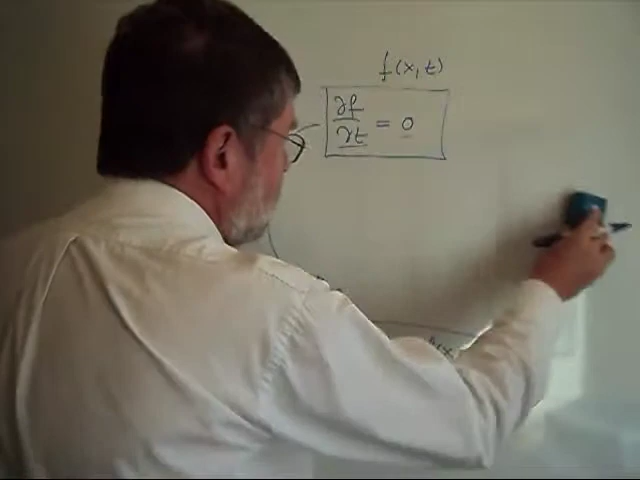 f(x,t)
∂f/∂t = 0